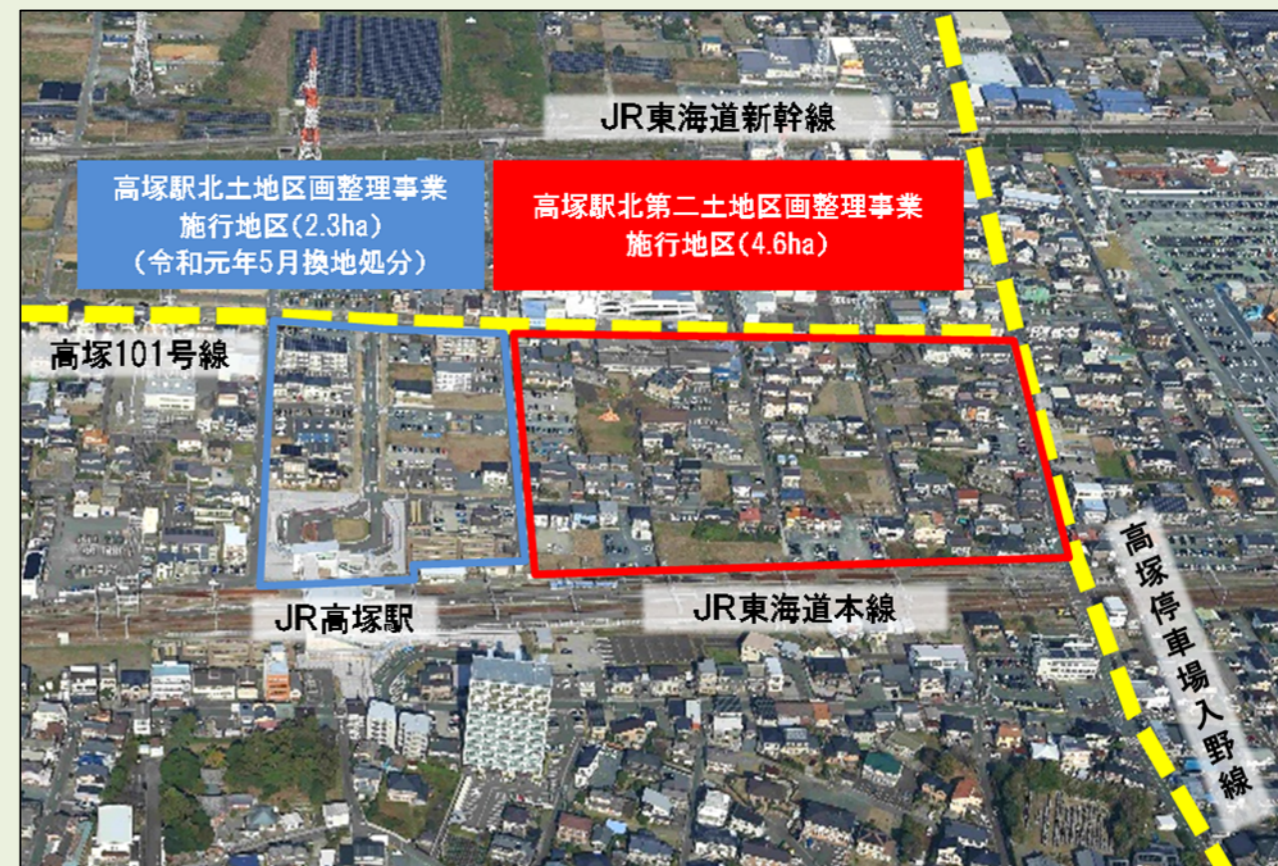 JR東海道新幹線
高塚駅北土地区画整理事業
施行地区(2.3ha)
(令和元年5月換地処分)
高塚駅北第二土地区画整理事業
施行地区(4.6ha)
高塚101号線
JR高塚駅
JR東海道本線
高塚停車場入野線